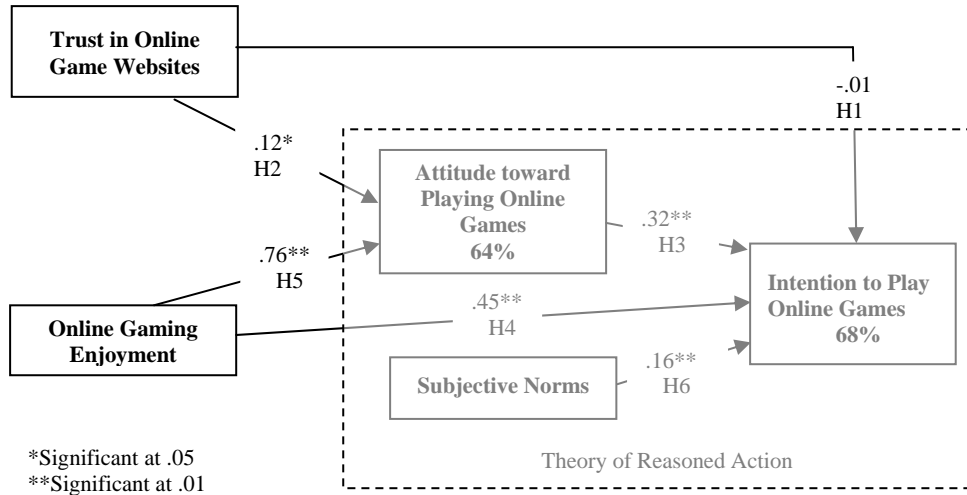 Trust in Online
Game Websites
-.01
H1
.12*
H2
Attitude toward
Playing Online
Games
64%
.32**
H3
.76**
H5
Intention to Play
Online Games
68%
.45**
H4
Online Gaming
Enjoyment
Subjective Norms
.16**
H6
*Significant at .05
**Significant at .01
Theory of Reasoned Action